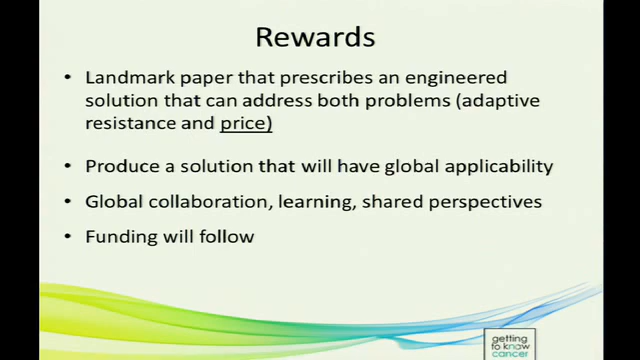 Rewards
• Landmark paper that prescribes an engineered
solution that can address both problems (adaptive
resistance and price)
• Produce a solution that will have global applicability
• Global collaboration, learning, shared perspectives
• Funding will follow
getting
to know
cancer